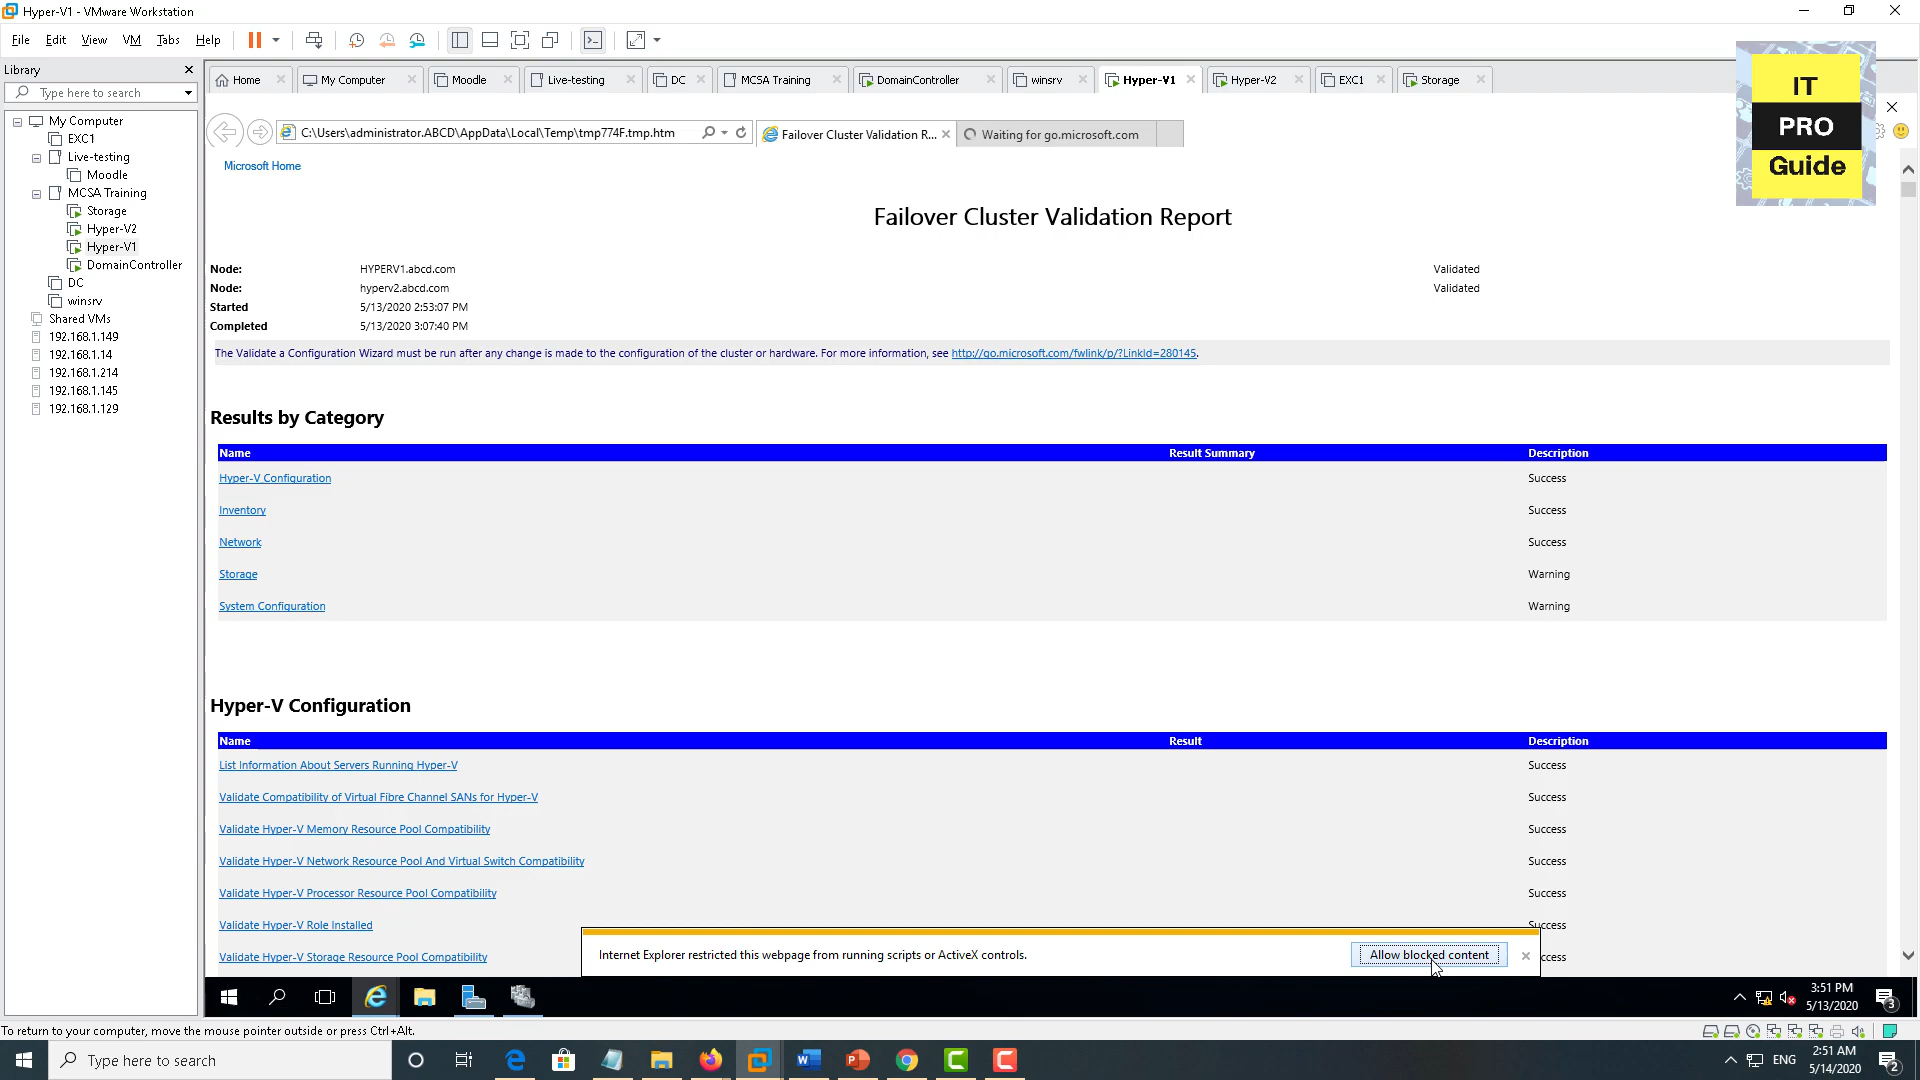 Hyper-V1 - VMware Workstation
File Edit View VM Tabs Help
Library
Type here to search
My Computer
EXC1
Live-testing
Moodle
MCSA Training
Storage
Hyper-V2
Hyper-V1
DomainController
DC
winsrv
Shared VMs
192.168.1.149
192.168.1.14
192.168.1.214
192.168.1.145
192.168.1.129
Home My Computer Moodle Live-testing DC MCSA Training DomainController winsrv Hyper-V1 Hyper-V2 EXC1 Storage
IT
PRO
Guide
C:\Users\administrator.ABCD\AppData\Local\Temp\tmp774F.tmp.htm
Failover Cluster Validation R...
Waiting for go.microsoft.com
Microsoft Home
Failover Cluster Validation Report
Node: HYPERV1.abcd.com Validated
Node: hyperv2.abcd.com Validated
Started 5/13/2020 2:53:07 PM
Completed 5/13/2020 3:07:40 PM
The Validate a Configuration Wizard must be run after any change is made to the configuration of the cluster or hardware. For more information, see http://go.microsoft.com/fwlink/p/?LinkId=280145.
Results by Category
Name Result Summary Description
Hyper-V Configuration Success
Inventory Success
Network Success
Storage Warning
System Configuration Warning
Hyper-V Configuration
Name Result Description
List Information About Servers Running Hyper-V Success
Validate Compatibility of Virtual Fibre Channel SANs for Hyper-V Success
Validate Hyper-V Memory Resource Pool Compatibility Success
Validate Hyper-V Network Resource Pool And Virtual Switch Compatibility Success
Validate Hyper-V Processor Resource Pool Compatibility Success
Validate Hyper-V Role Installed Success
Validate Hyper-V Storage Resource Pool Compatibility ccess
Internet Explorer restricted this webpage from running scripts or ActiveX controls.
Allow blocked content
3:51 PM
5/13/2020
3
To return to your computer, move the mouse pointer outside or press Ctrl+Alt.
Type here to search
ENG
2:51 AM
5/14/2020
2